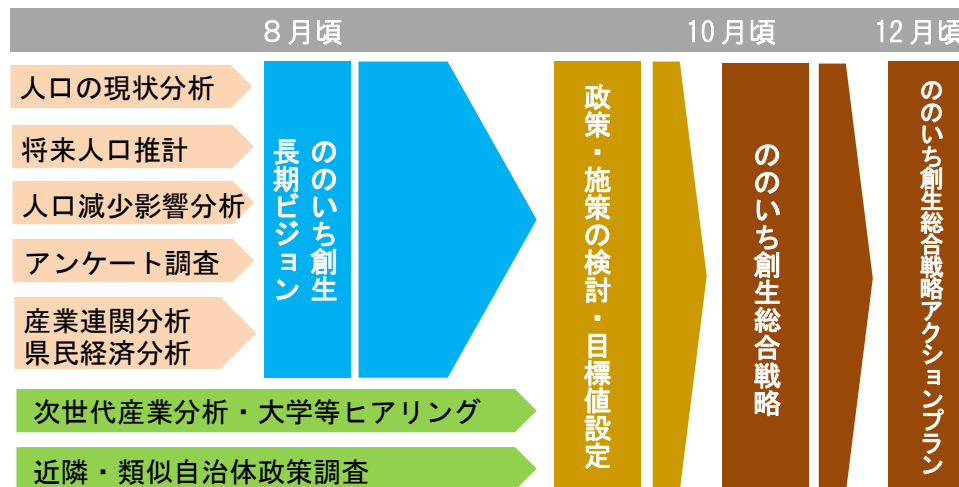 8月頃
10月頃
12月頃
人口の現状分析
将来人口推計
人口減少影響分析
アンケート調査
産業連関分析
県民経済分析
ののいち創生
長期ビジョン
次世代産業分析・大学等ヒアリング
近隣・類似自治体政策調査
政策・施策の検討・目標値設定
ののいち創生総合戦略
ののいち創生総合戦略アクションプラン